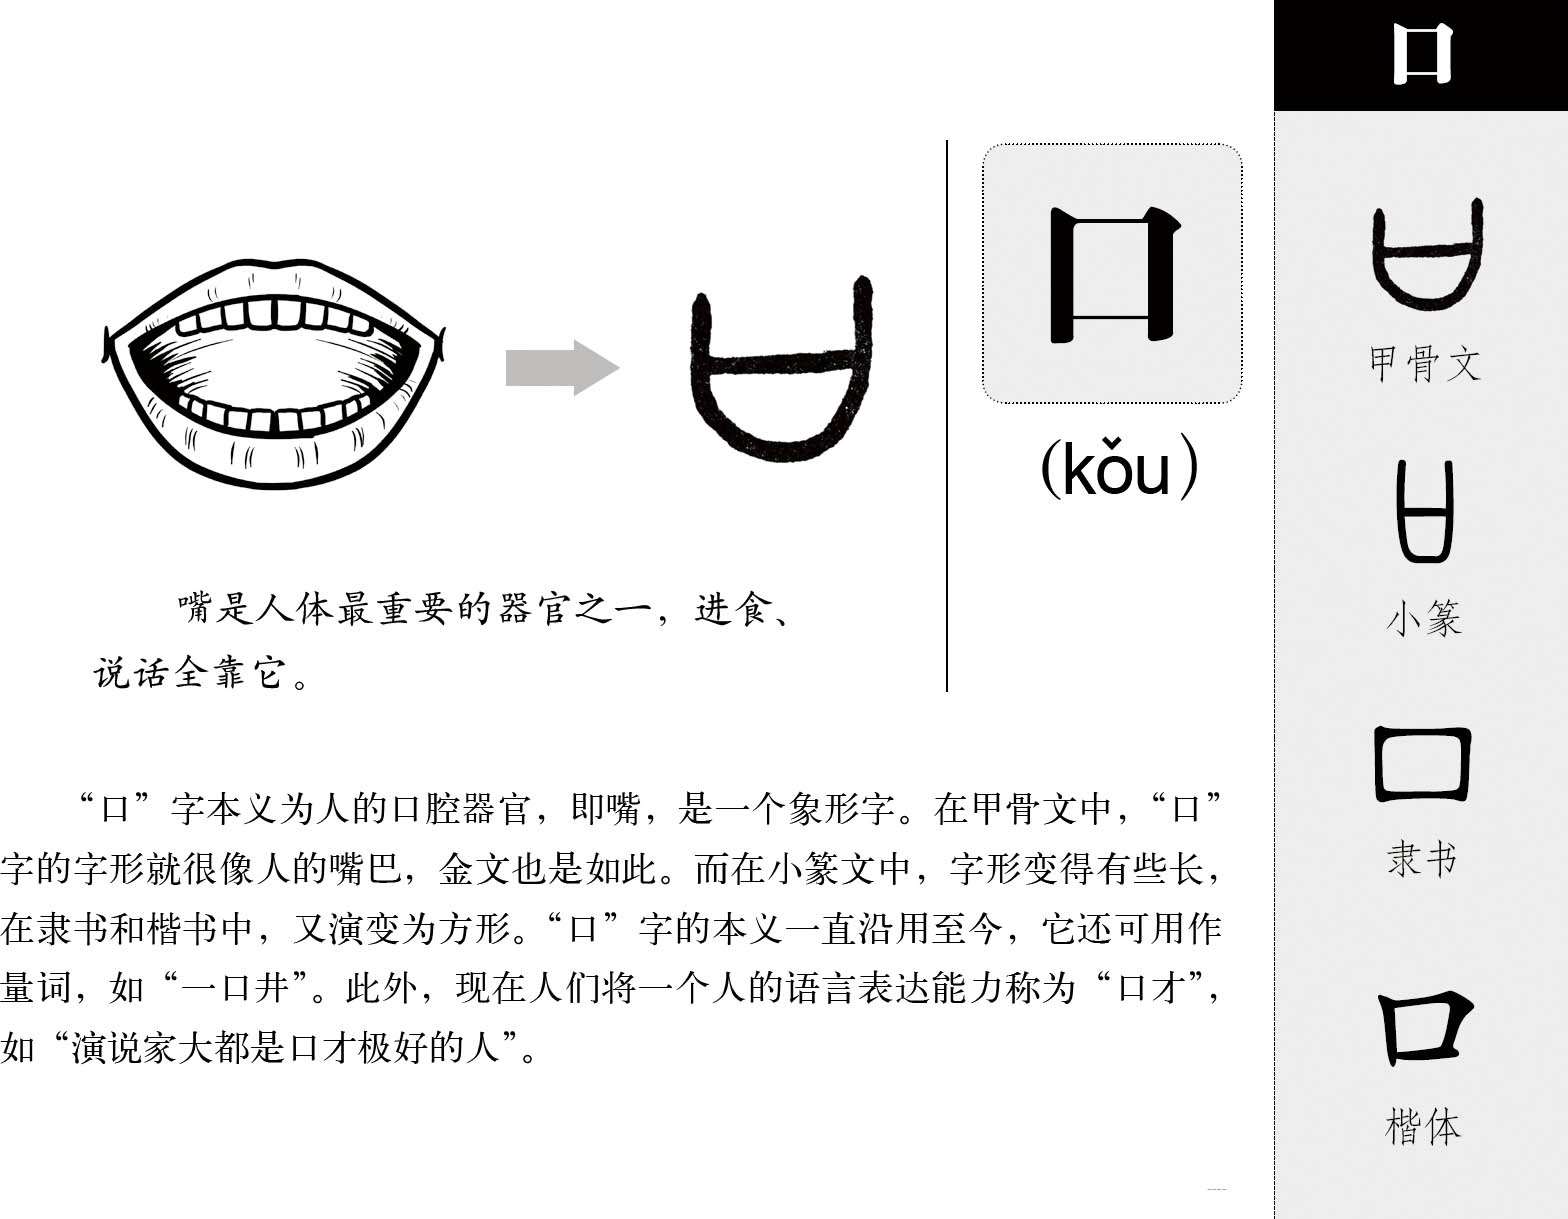 口
(kǒu)
嘴是人体最重要的器官之一，进食、
说话全靠它。
“口”字本义为人的口腔器官，即嘴，是一个象形字。在甲骨文中，“口”
字的字形就很像人的嘴巴，金文也是如此。而在小篆文中，字形变得有些长，
在隶书和楷书中，又演变为方形。“口”字的本义一直沿用至今，它还可用作
量词，如“一口井”。此外，现在人们将一个人的语言表达能力称为“口才”，
如“演说家大都是口才极好的人”。
口
口
甲骨文
口
小篆
口
隶书
口
楷体